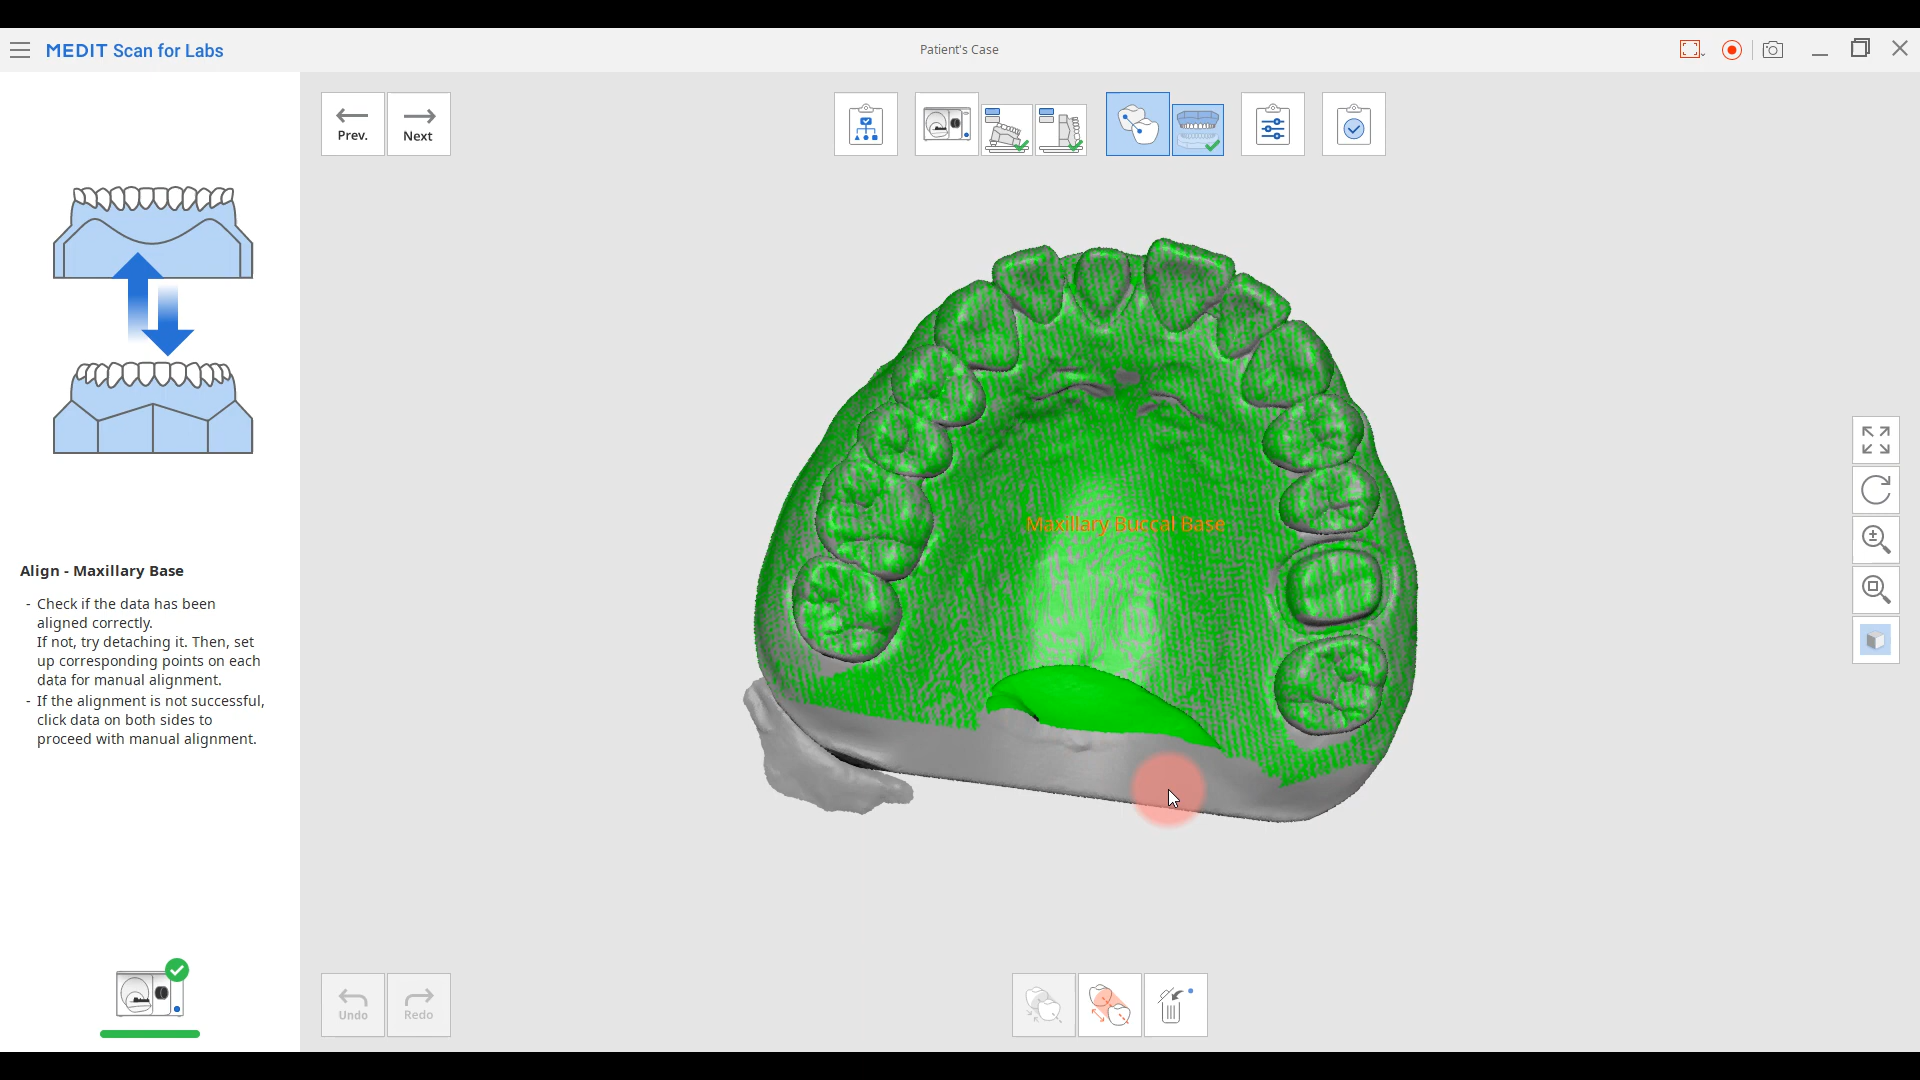 MEDIT Scan for Labs
Patient's Case
Prev.
Next
Maxillary Buccal Base
Align - Maxillary Base
- Check if the data has been
aligned correctly.
If not, try detaching it. Then, set
up corresponding points on each
data for manual alignment.
- If the alignment is not successful,
click data on both sides to
proceed with manual alignment.
Undo
Redo